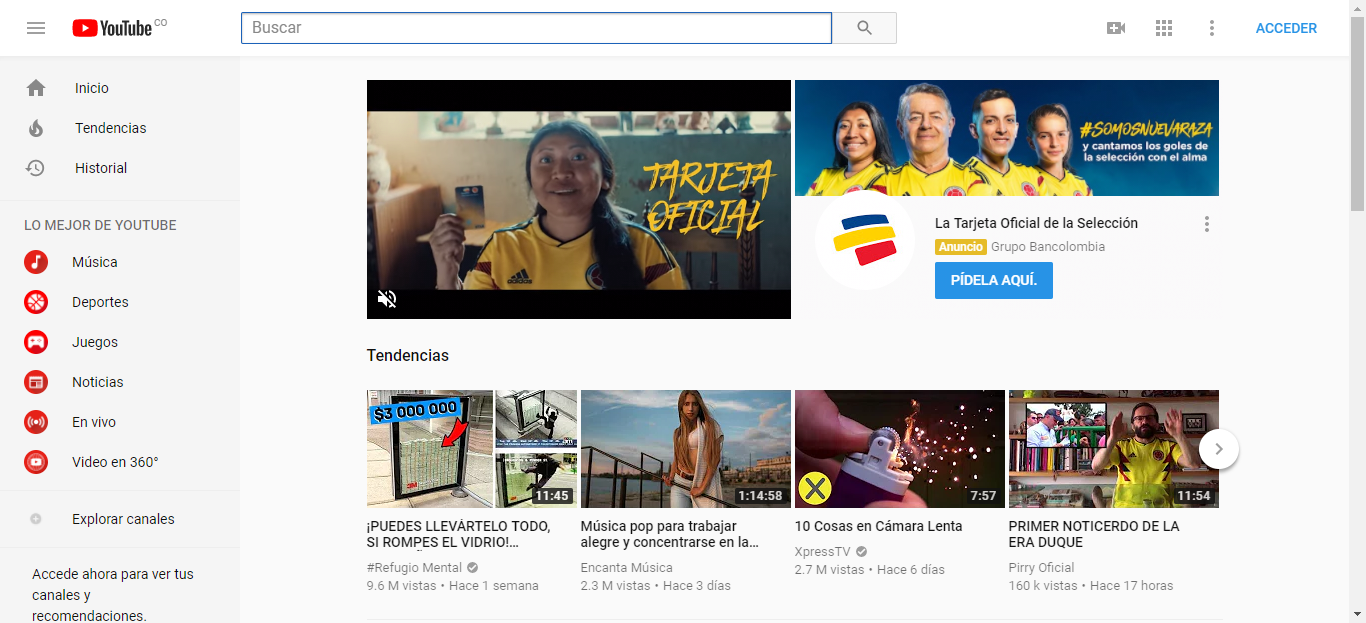 YouTube CO
Buscar
ACCEDER
Inicio
Tendencias
Historial
LO MEJOR DE YOUTUBE
Música
Deportes
Juegos
Noticias
En vivo
Video en 360°
Explorar canales
Accede ahora para ver tus
canales y
recomendaciones.
TARJETA
OFICIAL
#SOMOSNUEVARAZA
y cantamos los goles de
la selección con el alma
La Tarjeta Oficial de la Selección
Anuncio Grupo Bancolombia
PÍDELA AQUÍ.
Tendencias
$3 000 000
3M
11:45
¡PUEDES LLEVÁRTELO TODO,
SI ROMPES EL VIDRIO!...
#Refugio Mental
9.6 M vistas • Hace 1 semana
1:14:58
Música pop para trabajar
alegre y concentrarse en la...
Encanta Música
2.3 M vistas • Hace 3 días
7:57
10 Cosas en Cámara Lenta
XpressTV
2.7 M vistas • Hace 6 días
11:54
PRIMER NOTICERDO DE LA
ERA DUQUE
Pirry Oficial
160 k vistas • Hace 17 horas